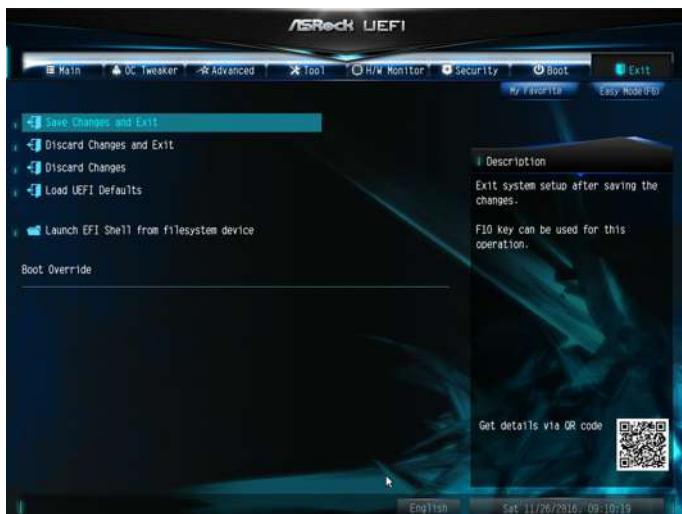 ASRock UEFI
Main OC Tweaker Advanced Tool H/W Monitor Security Boot Exit
My Favorite Easy Mode(F6)
Save Changes and Exit
Discard Changes and Exit
Discard Changes
Load UEFI Defaults
Launch EFI Shell from filesystem device
Boot Override
Description
Exit system setup after saving the
changes.
F10 key can be used for this
operation.
Get details via QR code
English Sat 11/26/2016. 09:10:19